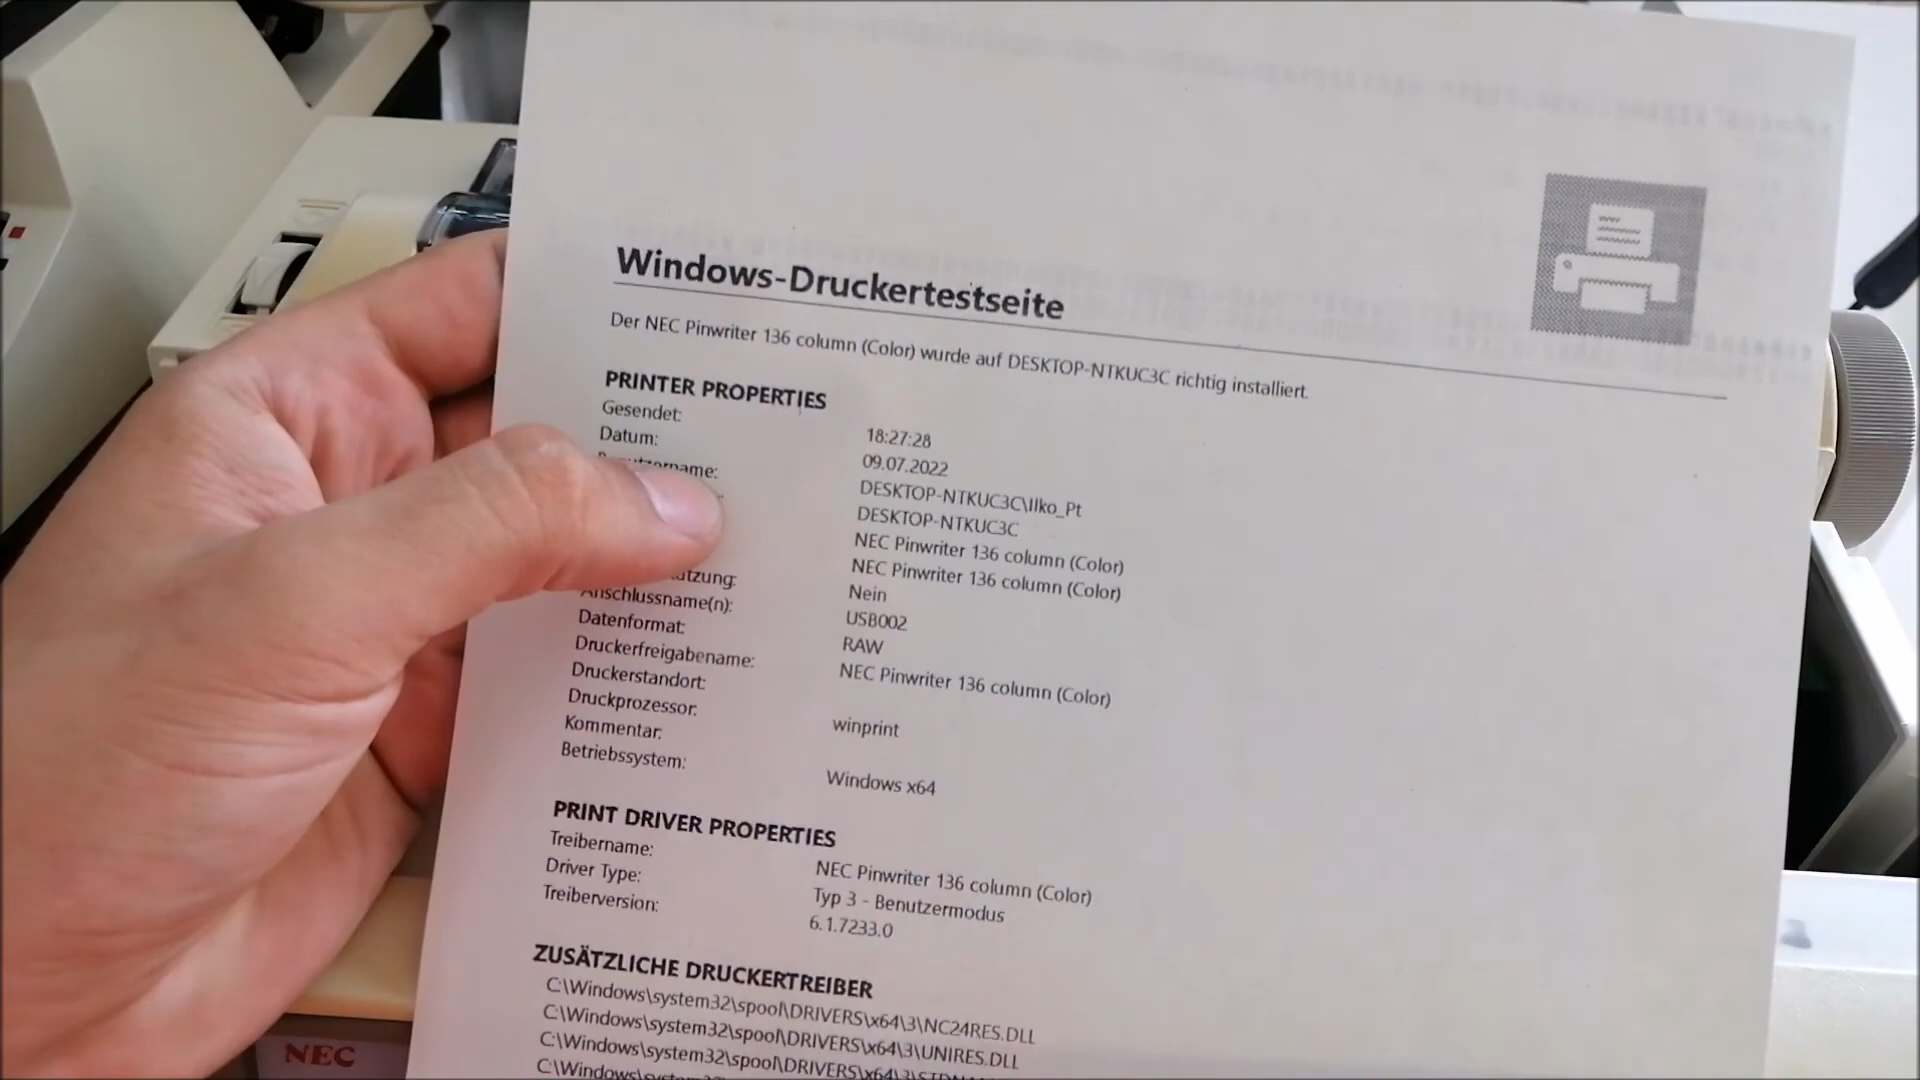 Windows-Druckertestseite
Der NEC Pinwriter 136 column (Color) wurde auf DESKTOP-NTKUC3C richtig installiert.
PRINTER PROPERTIES
Gesendet: 18:27:28
Datum: 09.07.2022
DESKTOP-NTKUC3C\Ilko_Pt
DESKTOP-NTKUC3C
NEC Pinwriter 136 column (Color)
NEC Pinwriter 136 column (Color)
Nein
Anschlussname(n): USB002
Datenformat: RAW
Druckerfreigabename: NEC Pinwriter 136 column (Color)
Druckerstandort:
Druckprozessor: winprint
Kommentar:
Betriebssystem: Windows x64
PRINT DRIVER PROPERTIES
Treibername: NEC Pinwriter 136 column (Color)
Driver Type: Typ 3 - Benutzermodus
Treiberversion: 6.1.7233.0
ZUSÄTZLICHE DRUCKERTREIBER
C:\Windows\system32\spool\DRIVERS\x64\3\NC24RES.DLL
C:\Windows\system32\spool\DRIVERS\x64\3\UNIRES.DLL
NEC